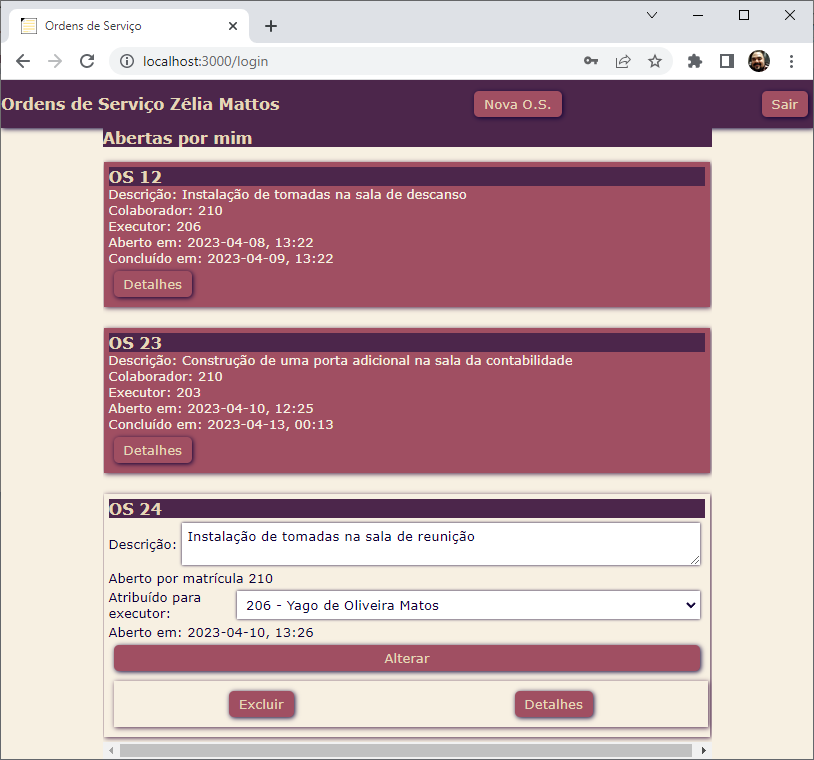 Ordens de Serviço
localhost:3000/login
Ordens de Serviço Zélia Mattos
Nova O.S.
Sair
Abertas por mim
OS 12
Descrição: Instalação de tomadas na sala de descanso
Colaborador: 210
Executor: 206
Aberto em: 2023-04-08, 13:22
Concluído em: 2023-04-09, 13:22
Detalhes
OS 23
Descrição: Construção de uma porta adicional na sala da contabilidade
Colaborador: 210
Executor: 203
Aberto em: 2023-04-10, 12:25
Concluído em: 2023-04-13, 00:13
Detalhes
OS 24
Descrição: Instalação de tomadas na sala de reunição
Aberto por matrícula 210
Atribuído para
executor:
206 - Yago de Oliveira Matos
Aberto em: 2023-04-10, 13:26
Alterar
Excluir
Detalhes